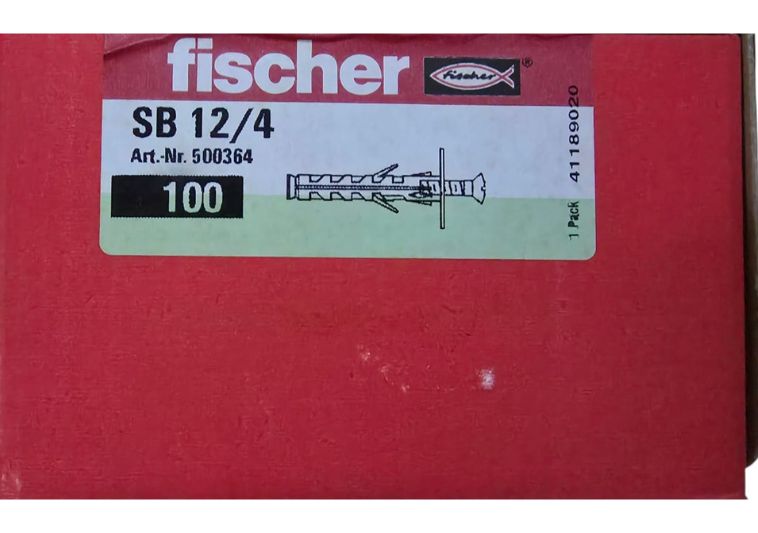 fischer
fischer ®
SB 12/4
Art.-Nr. 500364
100
1 Pack 41189020